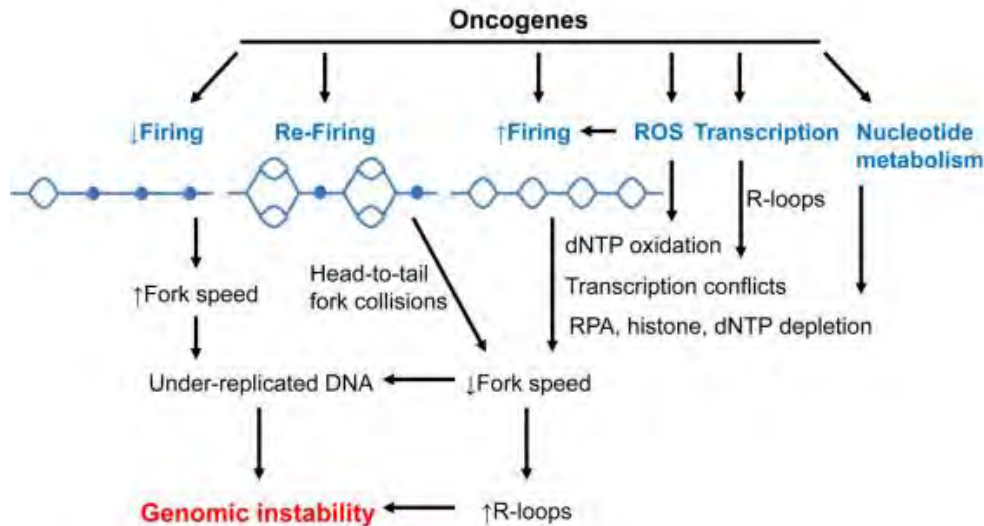 Oncogenes
↓Firing
Re-Firing
↑Firing
ROS
Transcription
Nucleotide
metabolism
R-loops
dNTP oxidation
Head-to-tail
fork collisions
↑Fork speed
Transcription conflicts
RPA, histone, dNTP depletion
Under-replicated DNA
↓Fork speed
Genomic instability
↑R-loops